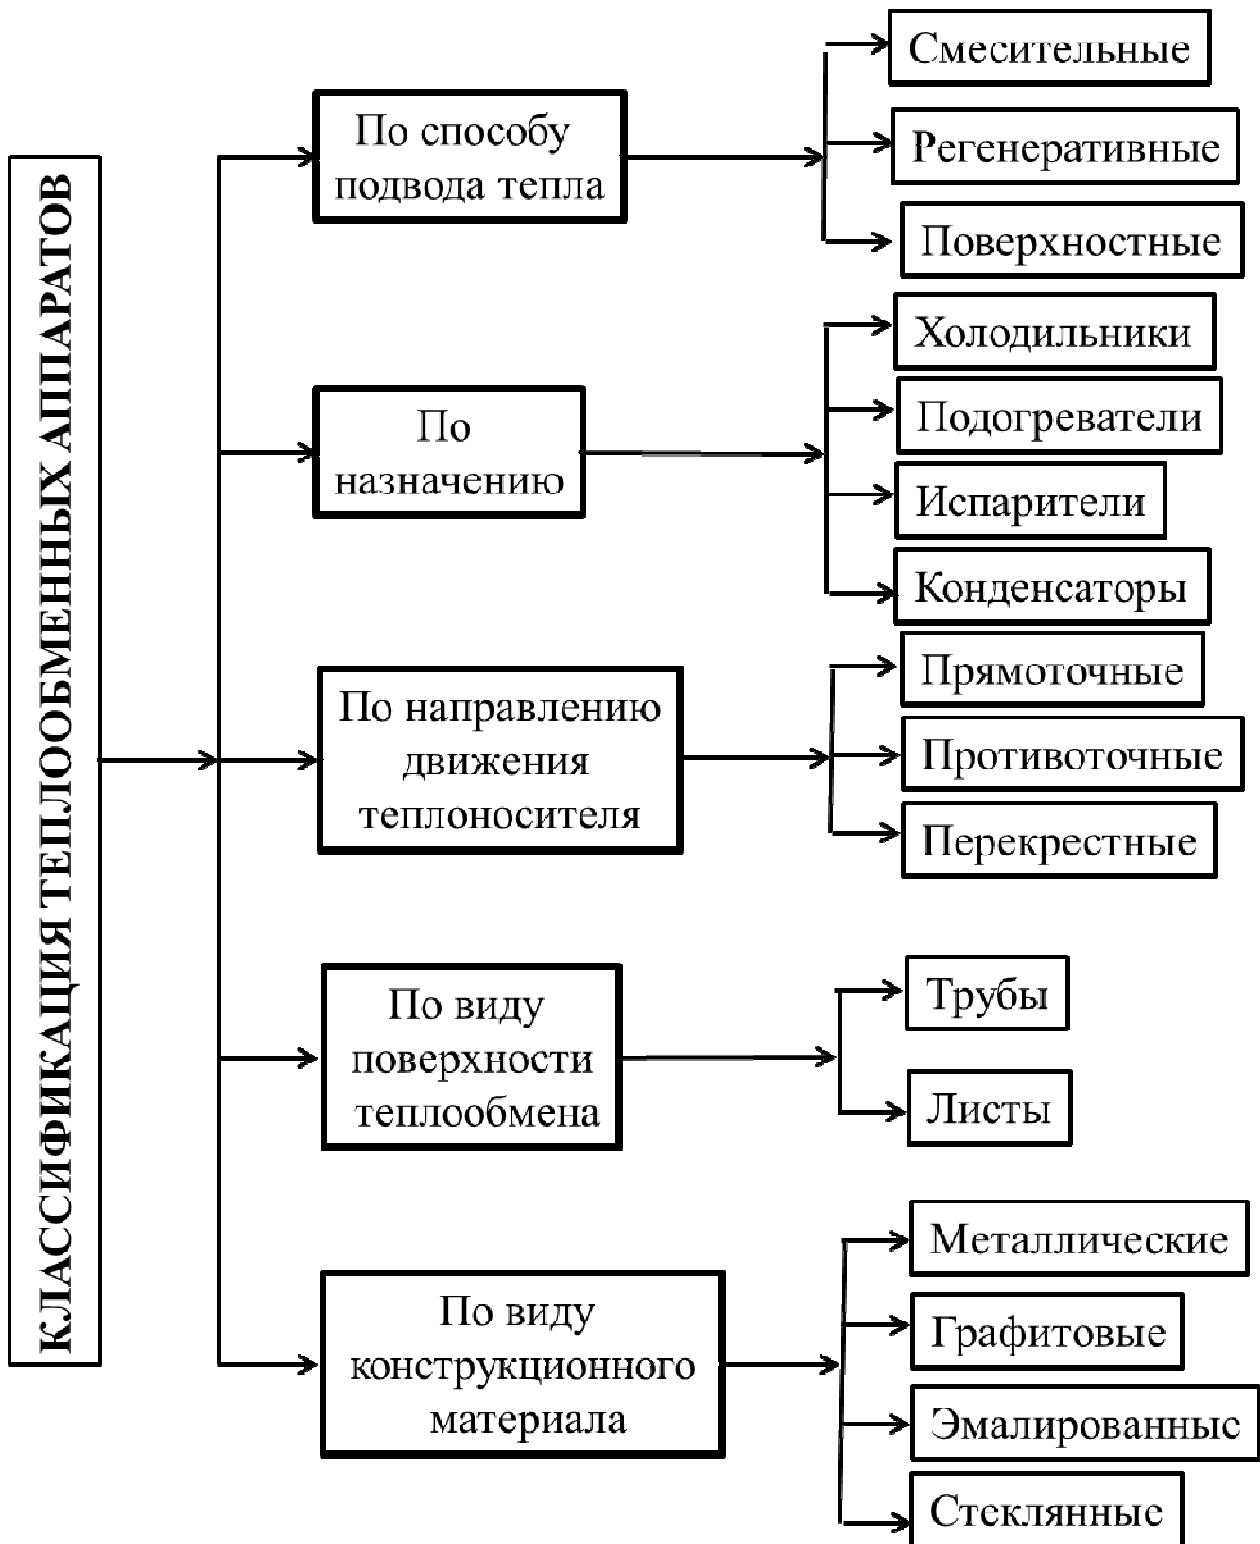 КЛАССИФИКАЦИЯ ТЕПЛООБМЕННЫХ АППАРАТОВ
По способу
подвода тепла
Смесительные
Регенеративные
Поверхностные
По
назначению
Холодильники
Подогреватели
Испарители
Конденсаторы
По направлению
движения
теплоносителя
Прямоточные
Противоточные
Перекрестные
По виду
поверхности
теплообмена
Трубы
Листы
По виду
конструкционного
материала
Металлические
Графитовые
Эмалированные
Стеклянные